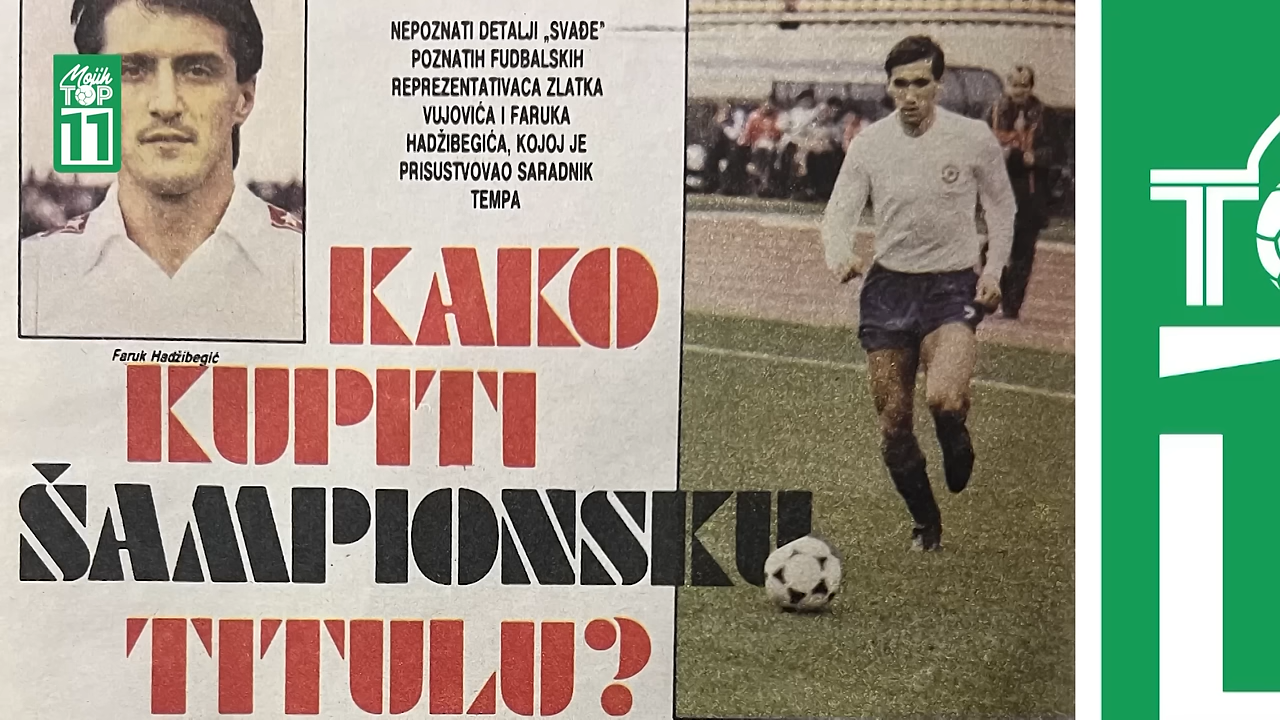 Mojih
TOP
11
NEPOZNATI DETALJI „SVAĐE”
POZNATIH FUDBALSKIH
REPREZENTATIVACA ZLATKA
VUJOVIĆA I FARUKA
HADŽIBEGIĆA, KOJOJ JE
PRISUSTVOVAO SARADNIK
TEMPA
Faruk Hadžibegić
KAKO
KUPITI
ŠAMPIONSKU
TITULU?
TO